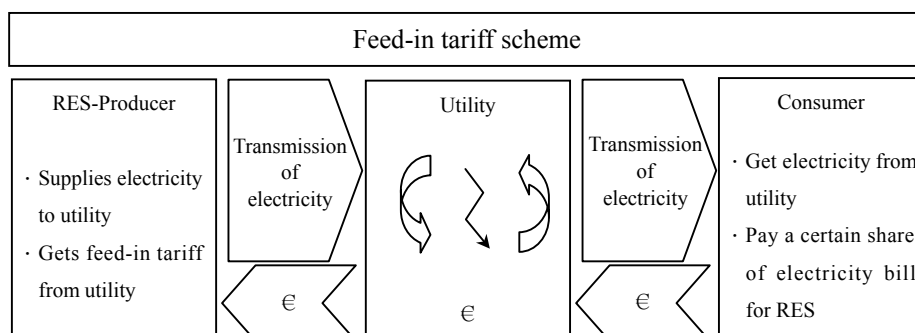 Feed-in tariff scheme
RES-Producer
· Supplies electricity
to utility
· Gets feed-in tariff
from utility
Transmission
of
electricity
€
Utility
€
Transmission
of
electricity
€
Consumer
· Get electricity from
utility
· Pay a certain share
of electricity bill
for RES